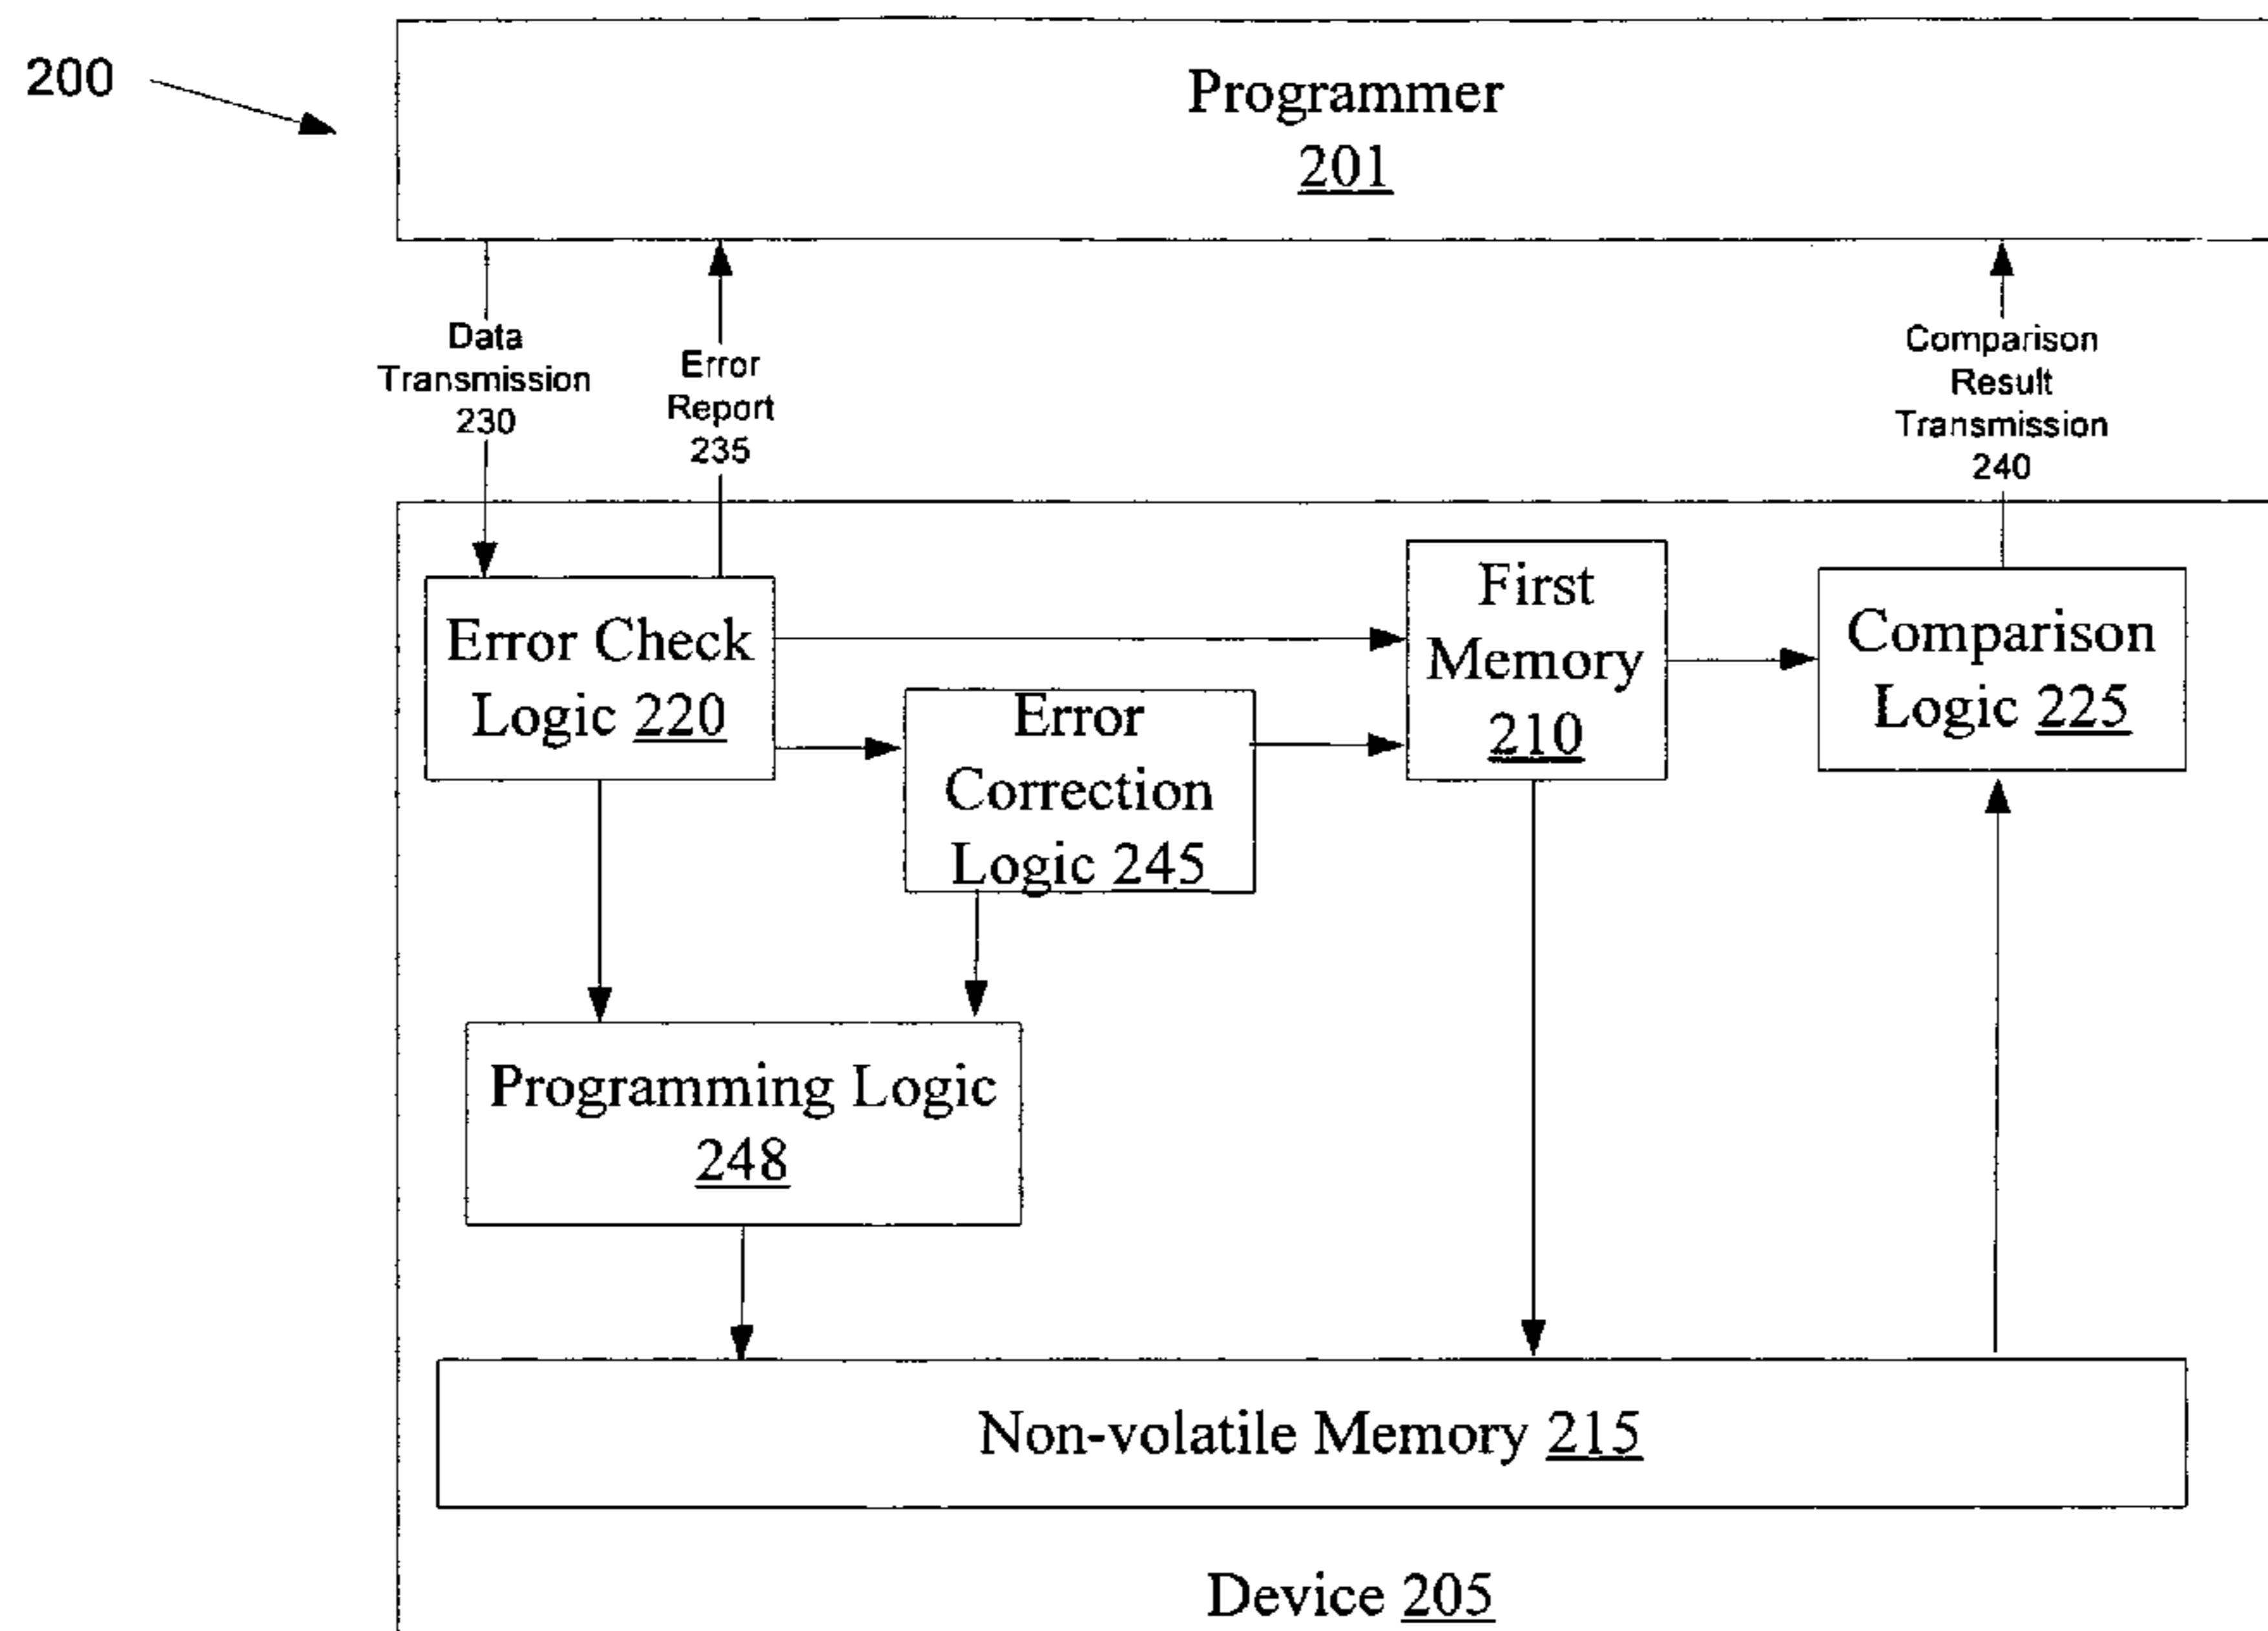 200
Programmer
201
Data
Transmission
230
Error
Report
235
Comparison
Result
Transmission
240
Error Check
Logic 220
Error
Correction
Logic 245
First
Memory
210
Comparison
Logic 225
Programming Logic
248
Non-volatile Memory 215
Device 205